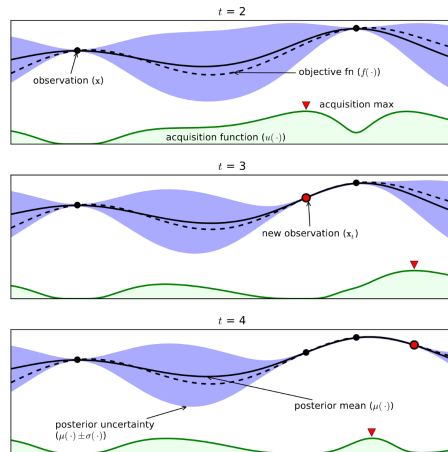 t = 2
observation (x)
objective fn (f(·))
acquisition max
acquisition function (u(·))
t = 3
new observation (xₜ)
t = 4
posterior mean (μ(·))
posterior uncertainty
(μ(·) ± σ(·))